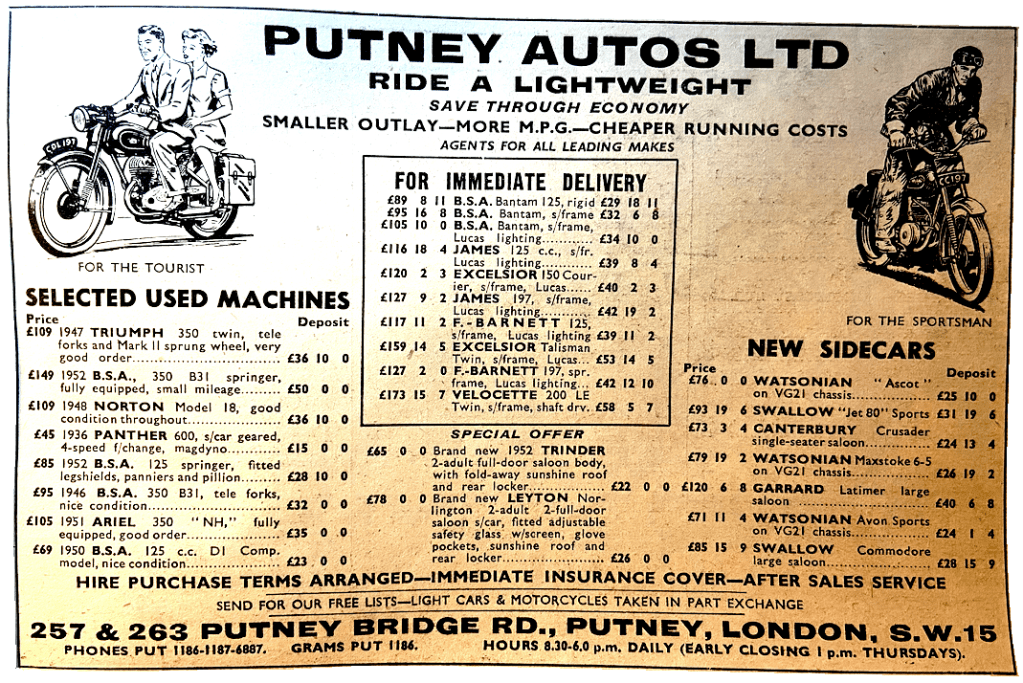 PUTNEY AUTOS LTD
RIDE A LIGHTWEIGHT
SAVE THROUGH ECONOMY
SMALLER OUTLAY—MORE M.P.G.—CHEAPER RUNNING COSTS
AGENTS FOR ALL LEADING MAKES
CDL197
FOR THE TOURIST
SELECTED USED MACHINES
Price Deposit
£109 1947 TRIUMPH 350 twin, tele
forks and Mark II sprung wheel, very
good order.................. £36 10 0
£149 1952 B.S.A., 350 B31 springer,
fully equipped, small mileage........ £50 0 0
£109 1948 NORTON Model 18, good
condition throughout.................. £36 10 0
£45 1936 PANTHER 600, s/car geared,
4-speed f/change, magdyno......... £15 0 0
£85 1952 B.S.A. 125 springer, fitted
legshields, panniers and pillion....... £28 10 0
£95 1946 B.S.A. 350 B31, tele forks,
nice condition.................. £32 0 0
£105 1951 ARIEL 350 "NH," fully
equipped, good order.................. £35 0 0
£69 1950 B.S.A. 125 c.c. D1 Comp.
model, nice condition.................. £23 0 0
FOR IMMEDIATE DELIVERY
£89 8 11 B.S.A. Bantam 125, rigid £29 18 11
£95 16 8 B.S.A. Bantam, s/frame £32 6 8
£105 10 0 B.S.A. Bantam, s/frame,
Lucas lighting............ £34 10 0
£116 18 4 JAMES 125 c.c., s/fr.
Lucas lighting............ £39 8 4
£120 2 3 EXCELSIOR 150 Cour-
ier, s/frame, Lucas...... £40 2 3
£127 9 2 JAMES 197, s/frame,
Lucas lighting............ £42 19 2
£117 11 2 F.-BARNETT 125,
s/frame, Lucas lighting £39 11 2
£159 14 5 EXCELSIOR Talisman
Twin, s/frame, Lucas... £53 14 5
£127 2 0 F.-BARNETT 197, spr.
frame, Lucas lighting... £42 12 10
£173 15 7 VELOCETTE 200 LE
Twin, s/frame, shaft drv. £58 5 7
SPECIAL OFFER
£65 0 0 Brand new 1952 TRINDER
2-adult full-door saloon body,
with fold-away sunshine roof
and rear locker.................. £22 0 0
£78 0 0 Brand new LEYTON Nor-
lington 2-adult 2-full-door
saloon s/car, fitted adjustable
safety glass w/screen, glove
pockets, sunshine roof and
rear locker.................. £26 0 0
CC197
FOR THE SPORTSMAN
NEW SIDECARS
Price Deposit
£76 0 0 WATSONIAN "Ascot"
on VG21 chassis.................. £25 10 0
£93 19 6 SWALLOW "Jet 80" Sports £31 19 6
£73 3 4 CANTERBURY Crusader
single-seater saloon.................. £24 13 4
£79 19 2 WATSONIAN Maxstoke 6-5
on VG21 chassis.................. £26 19 2
£120 6 8 GARRARD Latimer large
saloon .................. £40 6 8
£71 11 4 WATSONIAN Avon Sports
on VG21 chassis.................. £24 1 4
£85 15 9 SWALLOW Commodore
large saloon.................. £28 15 9
HIRE PURCHASE TERMS ARRANGED—IMMEDIATE INSURANCE COVER—AFTER SALES SERVICE
SEND FOR OUR FREE LISTS—LIGHT CARS & MOTORCYCLES TAKEN IN PART EXCHANGE
257 & 263 PUTNEY BRIDGE RD., PUTNEY, LONDON, S.W.15
PHONES PUT 1186-1187-6887. GRAMS PUT 1186. HOURS 8.30-6.0 p.m. DAILY (EARLY CLOSING 1 p.m. THURSDAYS).